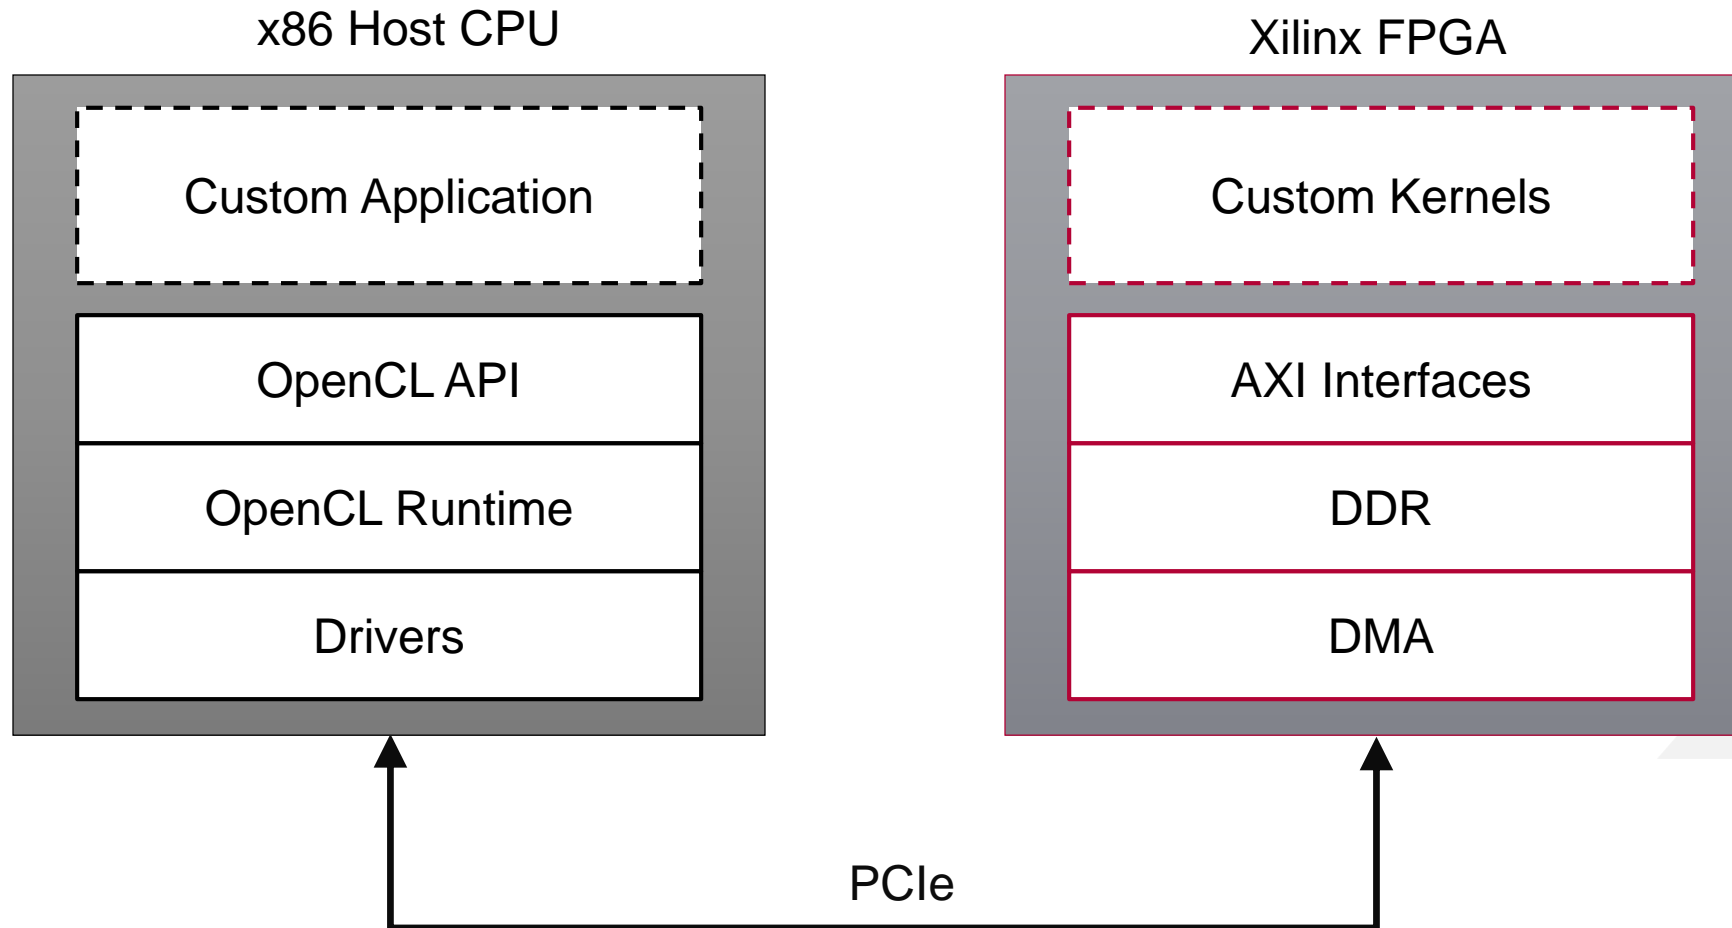 x86 Host CPU
Custom Application
OpenCL API
OpenCL Runtime
Drivers
Xilinx FPGA
Custom Kernels
AXI Interfaces
DDR
DMA
PCIe